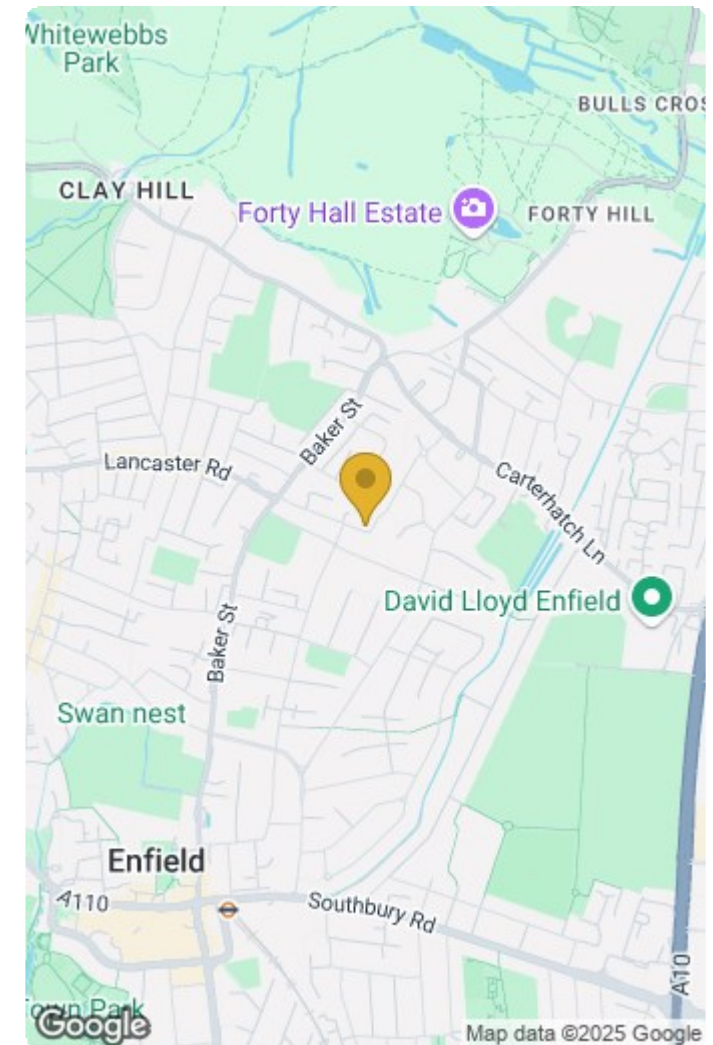 Whitewebbs
Park
BULLS CROS
CLAY HILL
Forty Hall Estate
FORTY HILL
Baker St
Lancaster Rd
Carterhatch Ln
David Lloyd Enfield
Baker St
Swan nest
Enfield
A110
Southbury Rd
A10
Town Park
Google
Map data ©2025 Google